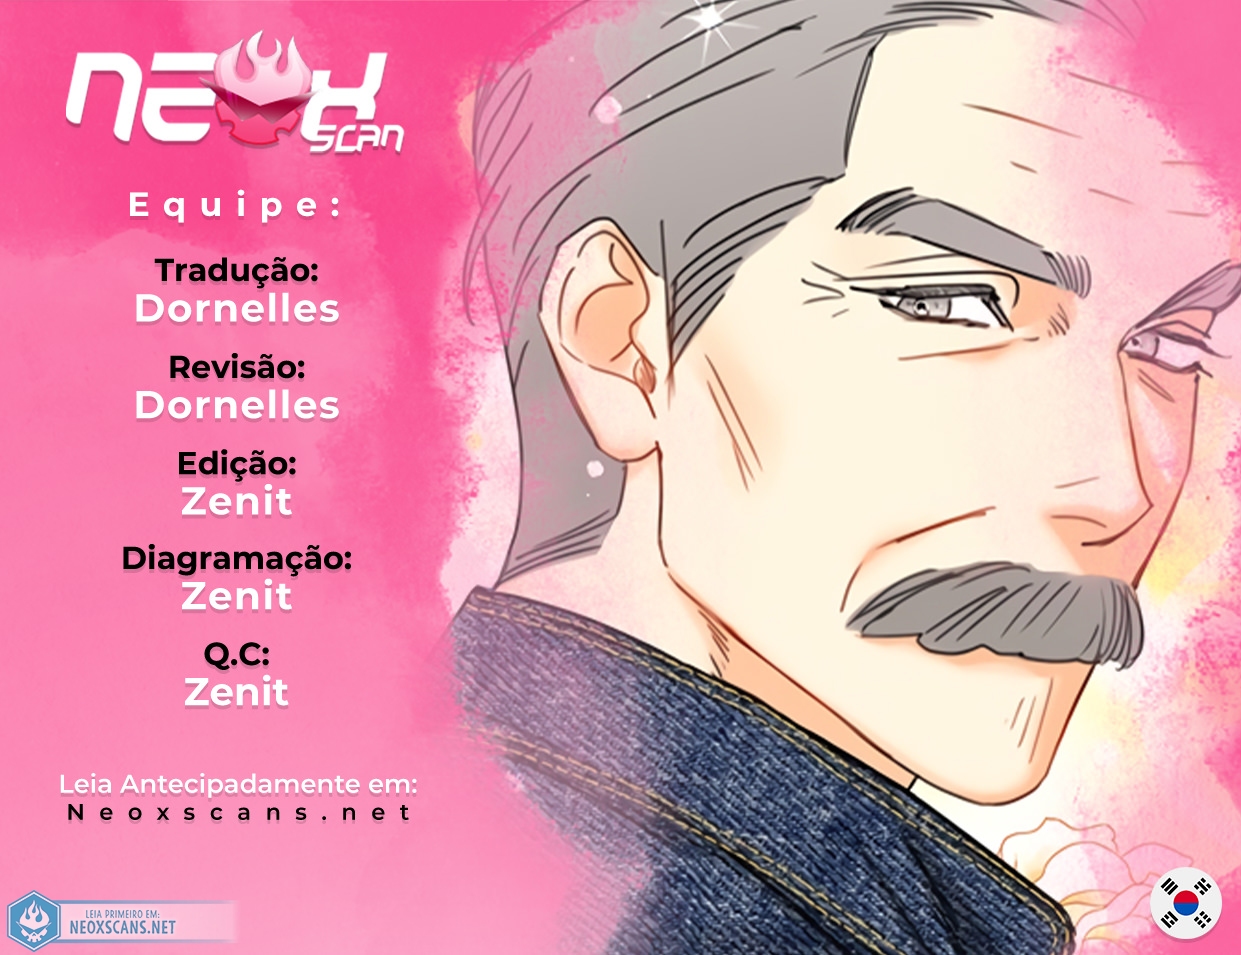 NEOX
SCAN
Equipe:
Tradução:
Dornelles
Revisão:
Dornelles
Edição:
Zenit
Diagramação:
Zenit
Q.C:
Zenit
Leia Antecipadamente em:
Neoxscans.net
LEIA PRIMEIRO EM:
NEOXSCANS.NET